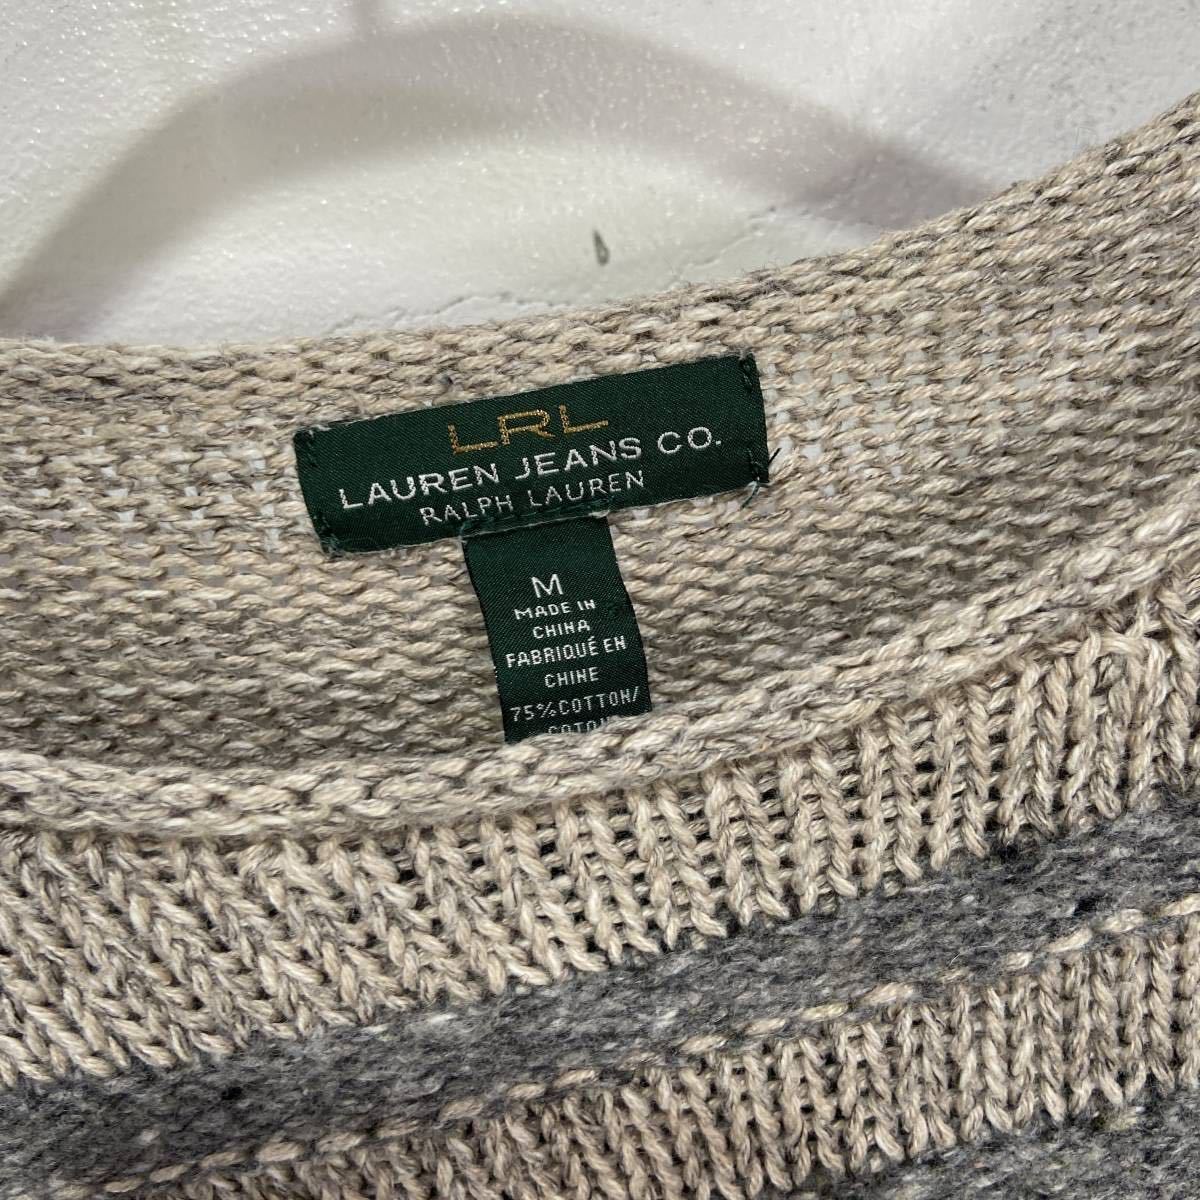 LRL
LAUREN JEANS CO.
RALPH LAUREN
M
MADE IN
CHINA
FABRIQUÉ EN
CHINE
75%COTTON/